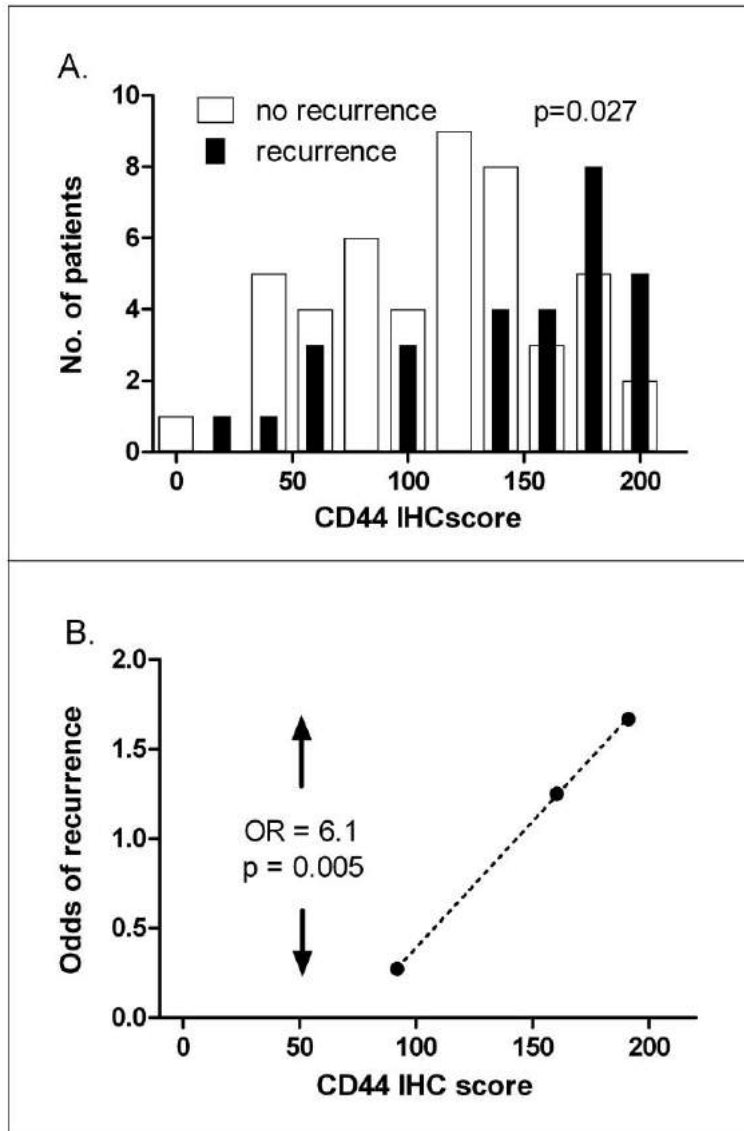 A.
10
no recurrence
p=0.027
recurrence
8
6
4
2
0
No. of patients
0 50 100 150 200
CD44 IHCscore
B.
2.0
1.5
1.0
0.5
0.0
Odds of recurrence
OR = 6.1
p = 0.005
0 50 100 150 200
CD44 IHC score